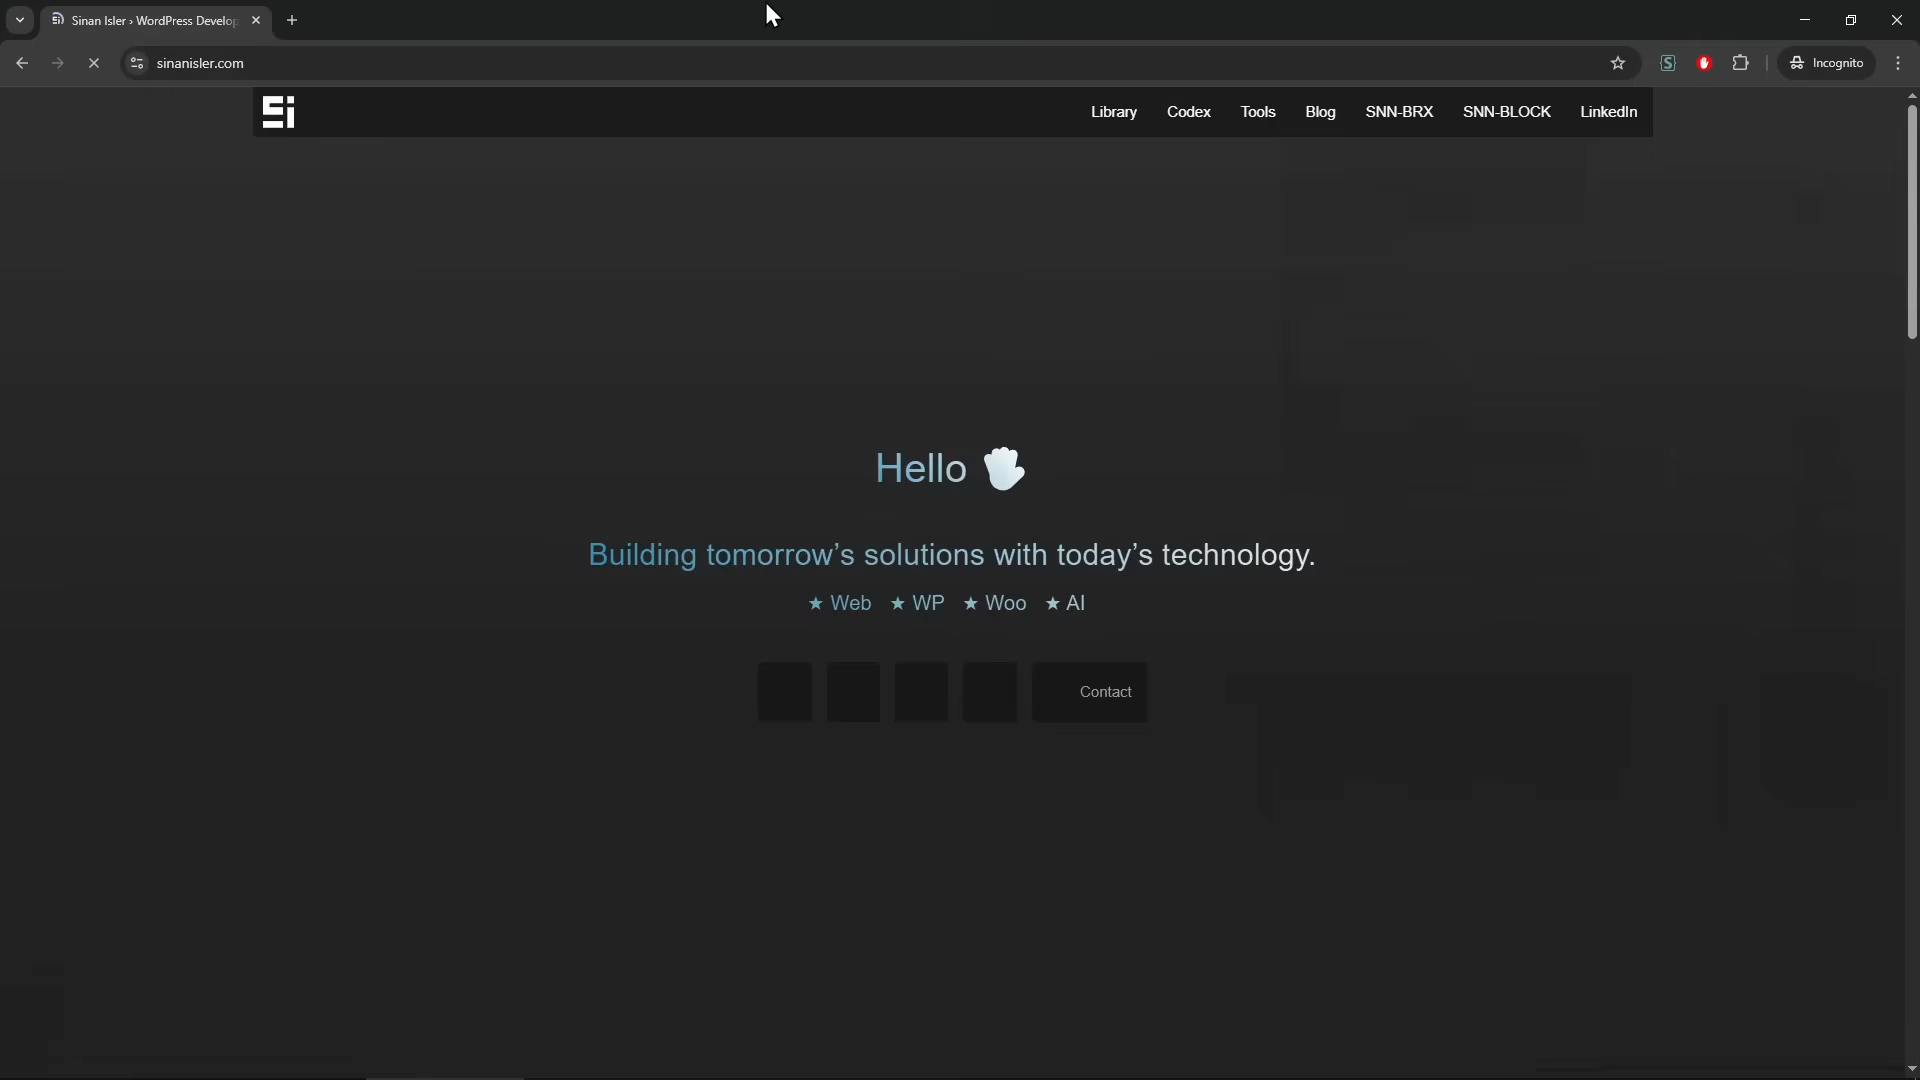 Sinan Isler › WordPress Develop
sinanisler.com
Incognito
Si
Library
Codex
Tools
Blog
SNN-BRX
SNN-BLOCK
LinkedIn
Hello
Building tomorrow’s solutions with today’s technology.
★ Web ★ WP ★ Woo ★ AI
Contact